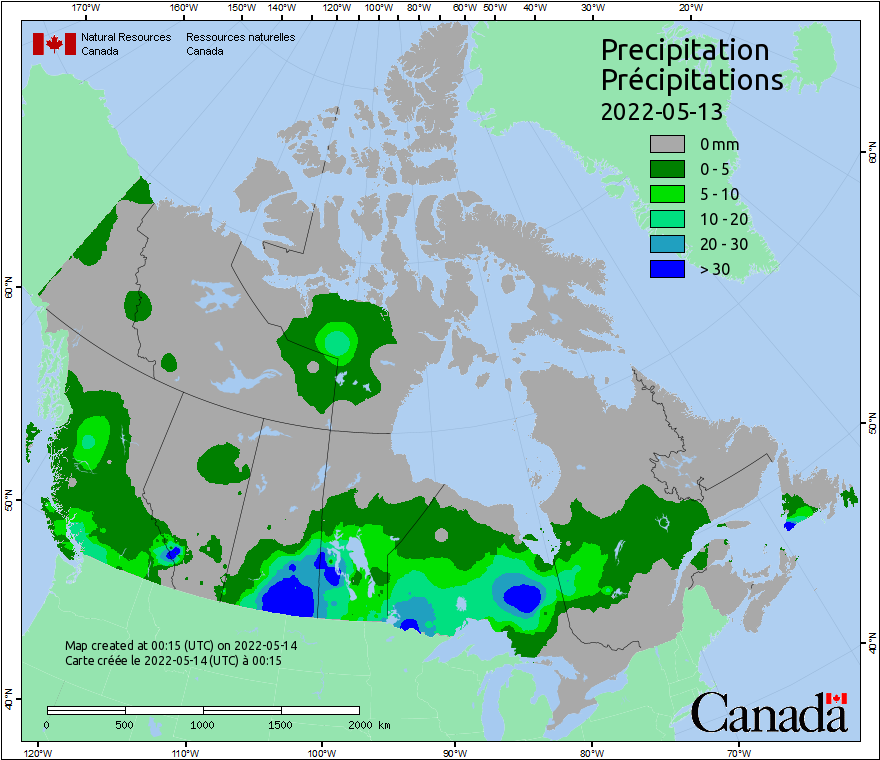 170°W 160°W 150°W 140°W 130°W 120°W 110°W 100°W 90°W 80°W 60°W 50°W 40°W 30°W 20°W
Natural Resources Canada
Ressources naturelles Canada
Precipitation
Précipitations
2022-05-13
0 mm
0 - 5
5 - 10
10 - 20
20 - 30
> 30
60°N
60°N
50°N
50°N
40°N
40°N
Map created at 00:15 (UTC) on 2022-05-14
Carte créée le 2022-05-14 (UTC) à 00:15
0 500 1000 1500 2000 km
Canada
120°W 110°W 100°W 90°W 80°W 70°W